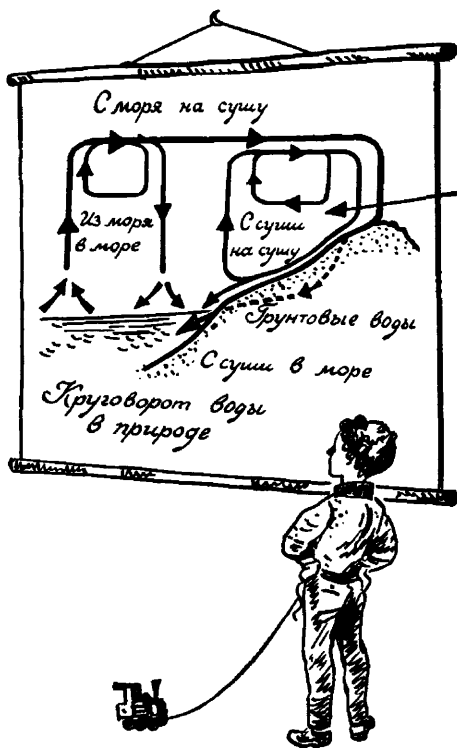 С моря на сушу
Из моря
в море
С суши
на сушу
Грунтовые воды
С суши в море
Круговорот воды
в природе